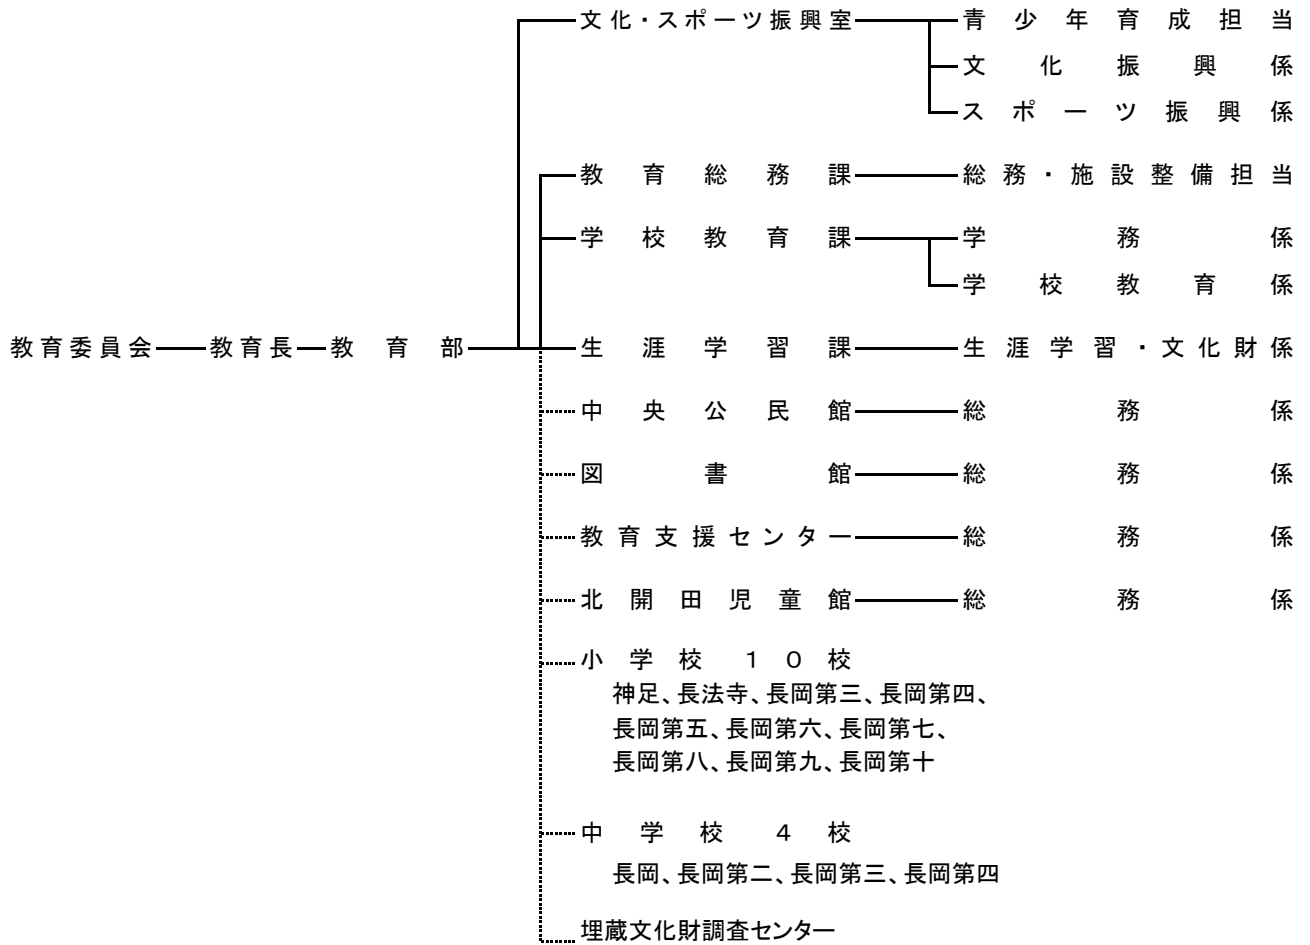 文化・スポーツ振興室 青少年育成担当
文化振興係
スポーツ振興係
教育総務課 総務・施設整備担当
学校教育課 学務係
学校教育係
教育委員会 教育長 教育部 生涯学習課 生涯学習・文化財係
中央公民館 総務係
図書館 総務係
教育支援センター 総務係
北開田児童館 総務係
小学校10校
神足、長法寺、長岡第三、長岡第四、
長岡第五、長岡第六、長岡第七、
長岡第八、長岡第九、長岡第十
中学校4校
長岡、長岡第二、長岡第三、長岡第四
埋蔵文化財調査センター